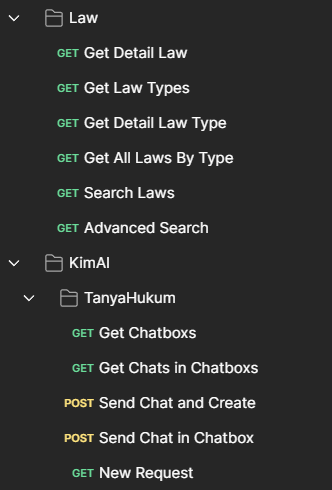 Law
GET Get Detail Law
GET Get Law Types
GET Get Detail Law Type
GET Get All Laws By Type
GET Search Laws
GET Advanced Search
KimAI
TanyaHukum
GET Get Chatboxs
GET Get Chats in Chatboxs
POST Send Chat and Create
POST Send Chat in Chatbox
GET New Request